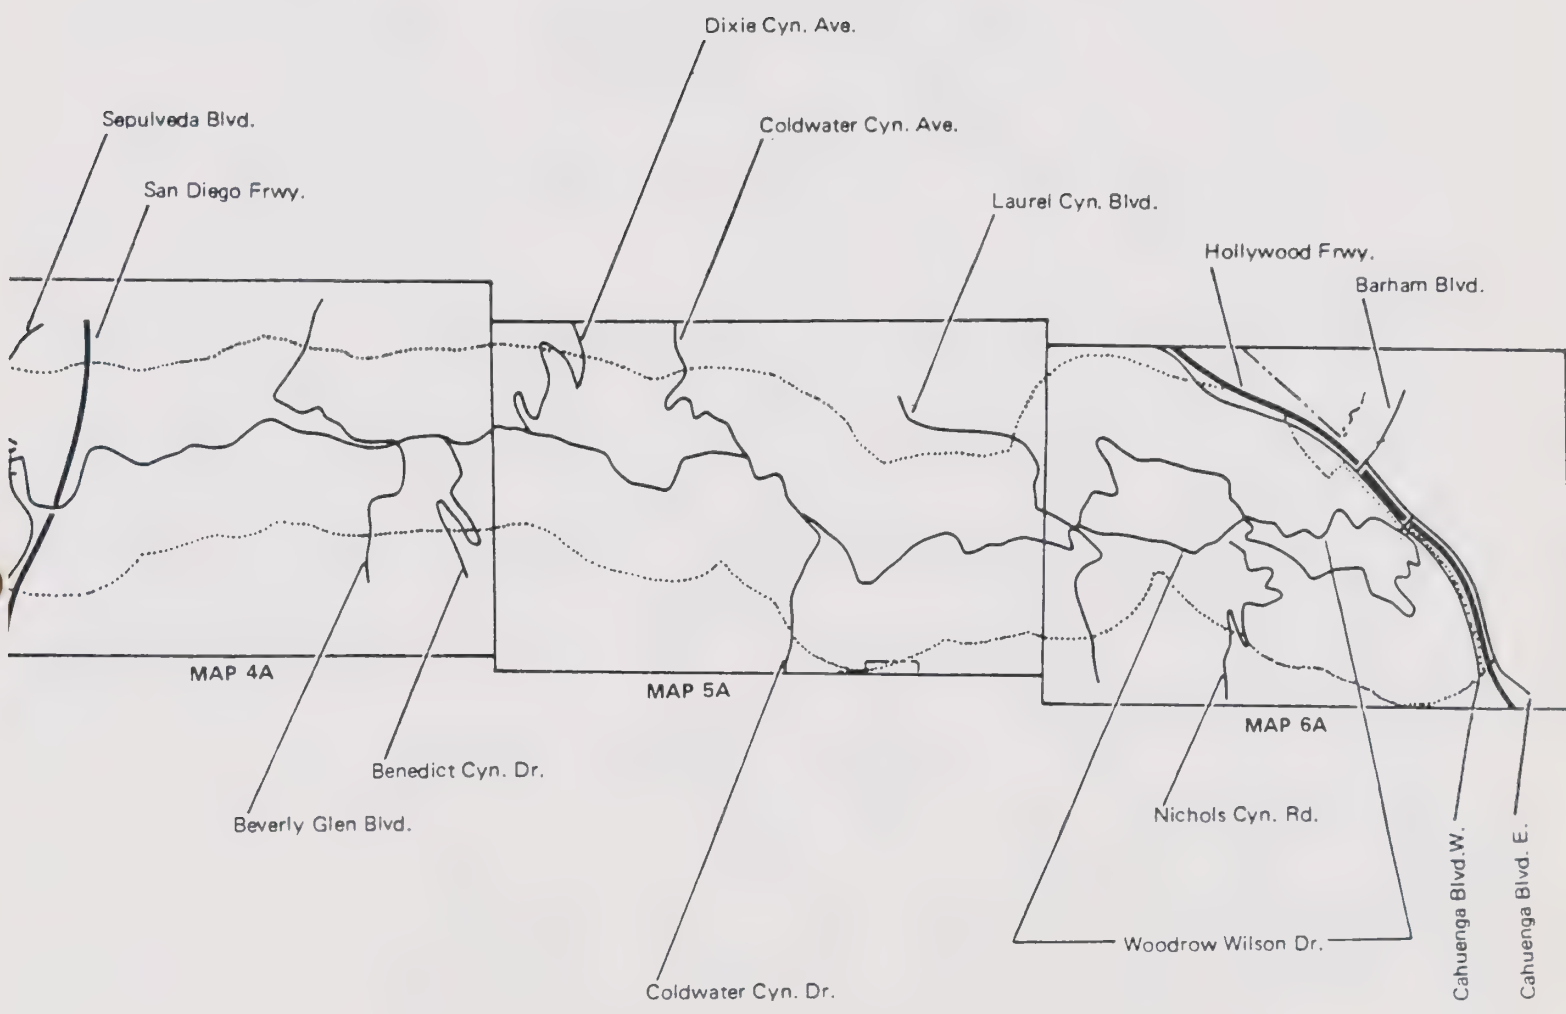 Dixie Cyn. Ave.
Sepulveda Blvd.
Coldwater Cyn. Ave.
San Diego Frwy.
Laurel Cyn. Blvd.
Hollywood Frwy.
Barham Blvd.
MAP 4A
MAP 5A
MAP 6A
Benedict Cyn. Dr.
Beverly Glen Blvd.
Nichols Cyn. Rd.
Cahuenga Blvd.W.
Cahuenga Blvd. E.
Woodrow Wilson Dr.
Coldwater Cyn. Dr.